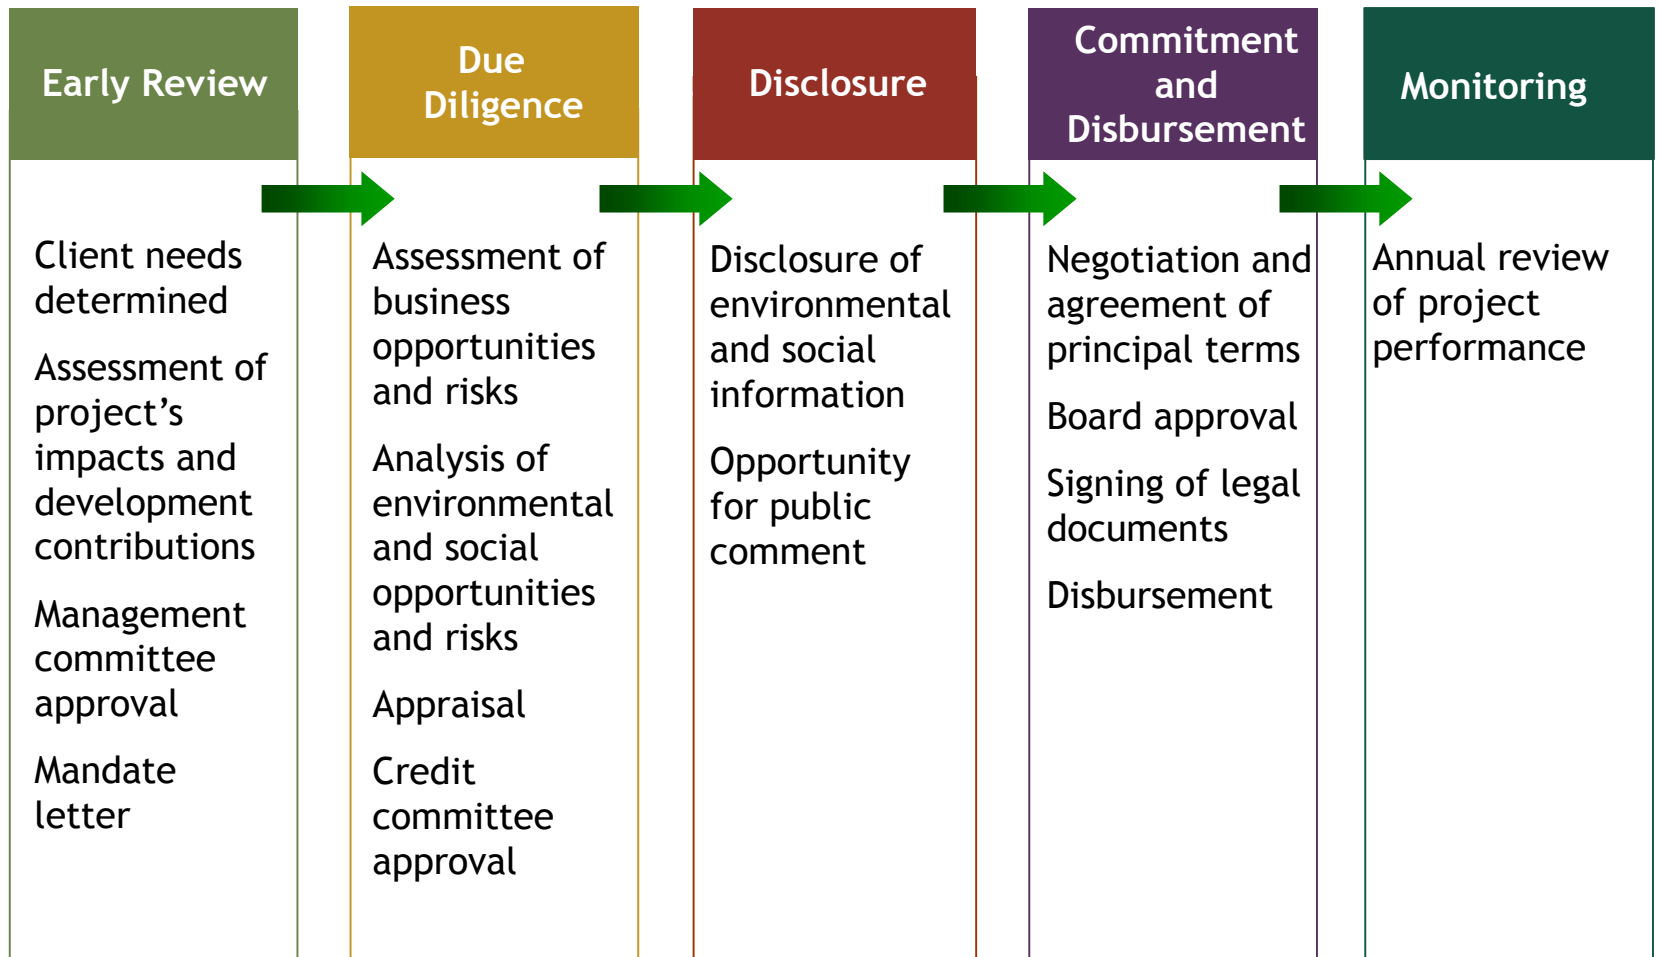 Early Review
Client needs
determined
Assessment of
project’s
impacts and
development
contributions
Management
committee
approval
Mandate
letter
Due
Diligence
Assessment of
business
opportunities
and risks
Analysis of
environmental
and social
opportunities
and risks
Appraisal
Credit
committee
approval
Disclosure
Disclosure of
environmental
and social
information
Opportunity
for public
comment
Commitment
and
Disbursement
Negotiation and
agreement of
principal terms
Board approval
Signing of legal
documents
Disbursement
Monitoring
Annual review
of project
performance